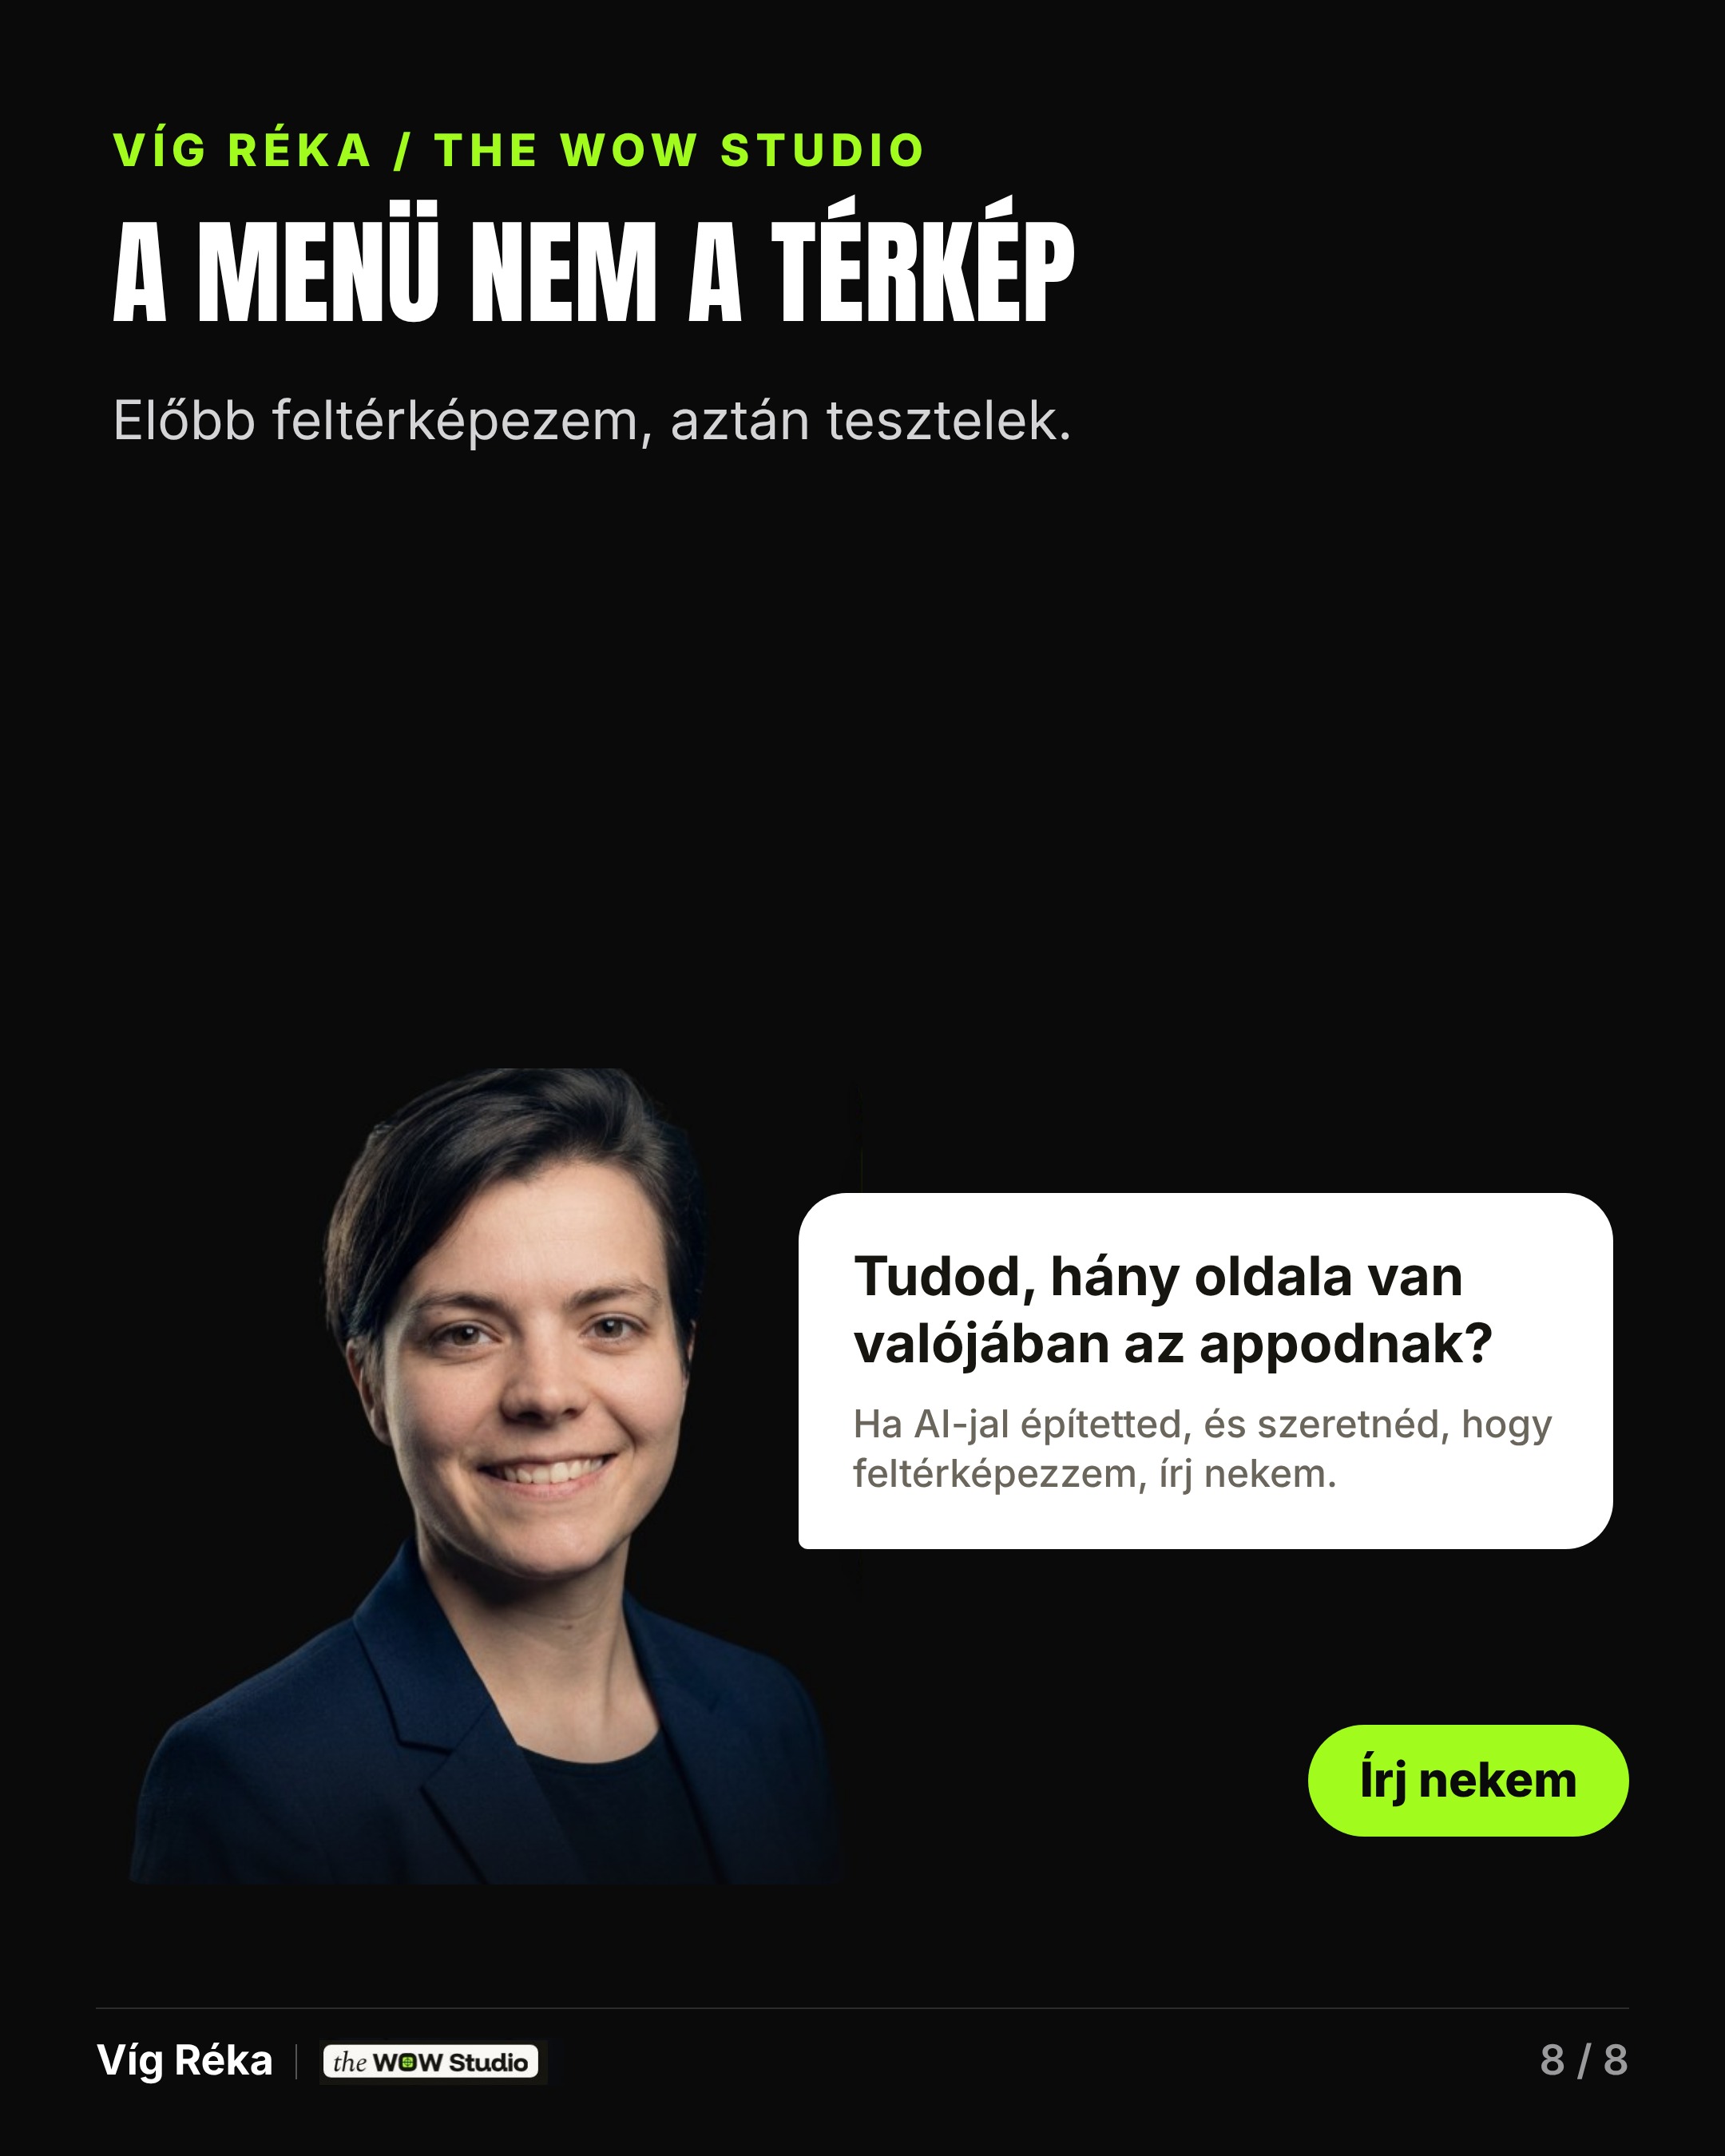 VÍG RÉKA / THE WOW STUDIO
A MENÜ NEM A TÉRKÉP
Előbb feltérképezem, aztán tesztelek.
Tudod, hány oldala van
valójában az appodnak?
Ha AI-jal építetted, és szeretnéd, hogy
feltérképezzem, írj nekem.
Írj nekem
Víg Réka
the WOW Studio
8 / 8